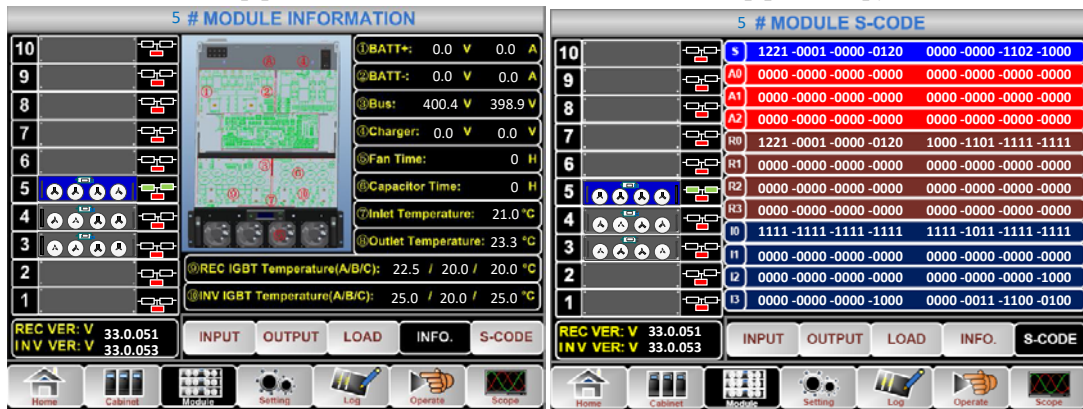 5 # MODULE INFORMATION
10
9
8
7
6
5
4
3
2
1
①BATT+: 0.0 V 0.0 A
②BATT-: 0.0 V 0.0 A
③Bus: 400.4 V 398.9 V
④Charger: 0.0 V 0.0 V
⑤Fan Time: 0 H
⑥Capacitor Time: 0 H
⑦Inlet Temperature: 21.0 °C
Outlet Temperature: 23.3 °C
⑨REC IGBT Temperature(A/B/C): 22.5 / 20.0 / 20.0 °C
⑩INV IGBT Temperature(A/B/C): 25.0 / 20.0 / 25.0 °C
REC VER: V 33.0.051
INV VER: V 33.0.053
INPUT OUTPUT LOAD INFO. S-CODE
Home Cabinet Module Setting Log Operate Scope
5 # MODULE S-CODE
10
9
8
7
6
5
4
3
2
1
S 1221 -0001 -0000 -0120 0000 -0000 -1102 -1000
A0 0000 -0000 -0000 -0000 0000 -0000 -0000 -0000
A1 0000 -0000 -0000 -0000 0000 -0000 -0000 -0000
A2 0000 -0000 -0000 -0000 0000 -0000 -0000 -0000
R0 1221 -0001 -0000 -0120 1000 -1101 -1111 -1111
R1 0000 -0000 -0000 -0000 0000 -0000 -0000 -0000
R2 0000 -0000 -0000 -0000 0000 -0000 -0000 -0000
R3 0000 -0000 -0000 -0000 0000 -0000 -0000 -0000
I0 1111 -1111 -1111 -1111 1111 -1011 -1111 -1111
I1 0000 -0000 -0000 -0000 0000 -0000 -0000 -0000
I2 0000 -0000 -0000 -0000 0000 -0000 -0000 -1000
I3 0000 -0000 -0000 -1000 0000 -0011 -1100 -0100
REC VER: V 33.0.051
INV VER: V 33.0.053
INPUT OUTPUT LOAD INFO. S-CODE
Home Cabinet Module Setting Log Operate Scope